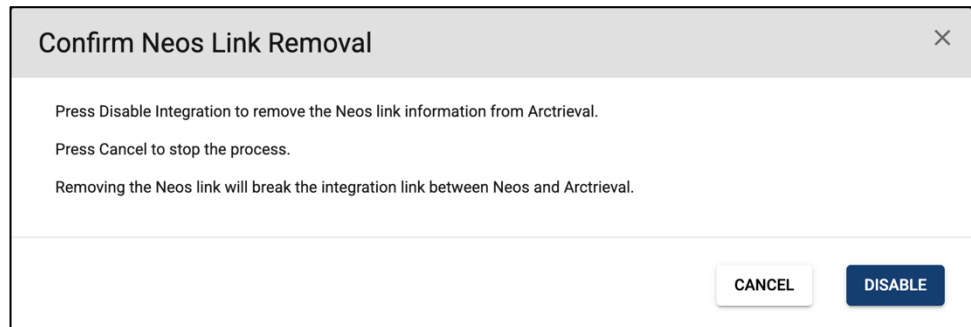 Confirm Neos Link Removal
Press Disable Integration to remove the Neos link information from Arctrieval.
Press Cancel to stop the process.
Removing the Neos link will break the integration link between Neos and Arctrieval.
CANCEL DISABLE